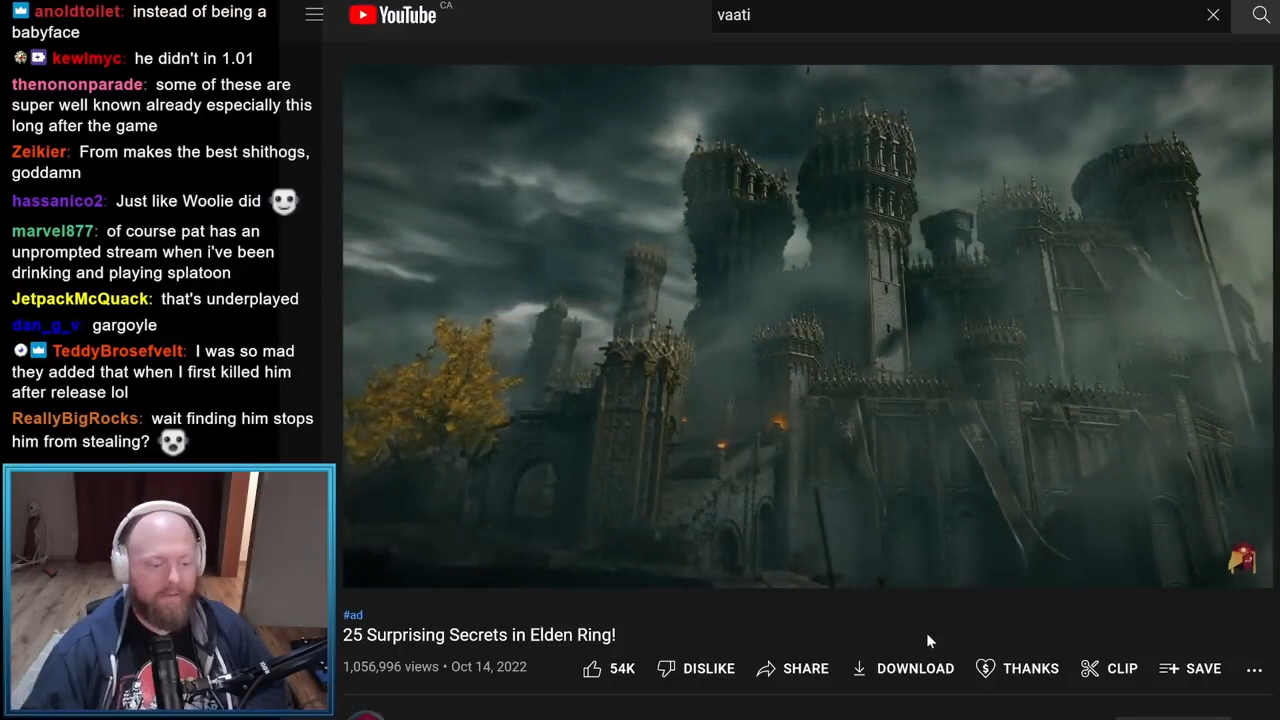 anoldtoilet: instead of being a
babyface
kewlmyc: he didn't in 1.01
thenononparade: some of these are
super well known already especially this
long after the game
Zeikier: From makes the best shithogs,
goddamn
hassanico2: Just like Woolie did
marvel877: of course pat has an
unprompted stream when i've been
drinking and playing splatoon
JetpackMcQuack: that's underplayed
dan_g_v: gargoyle
TeddyBrosefvelt: I was so mad
they added that when I first killed him
after release lol
ReallyBigRocks: wait finding him stops
him from stealing?
YouTube CA
vaati
#ad
25 Surprising Secrets in Elden Ring!
1,056,996 views • Oct 14, 2022
54K
DISLIKE
SHARE
DOWNLOAD
THANKS
CLIP
SAVE